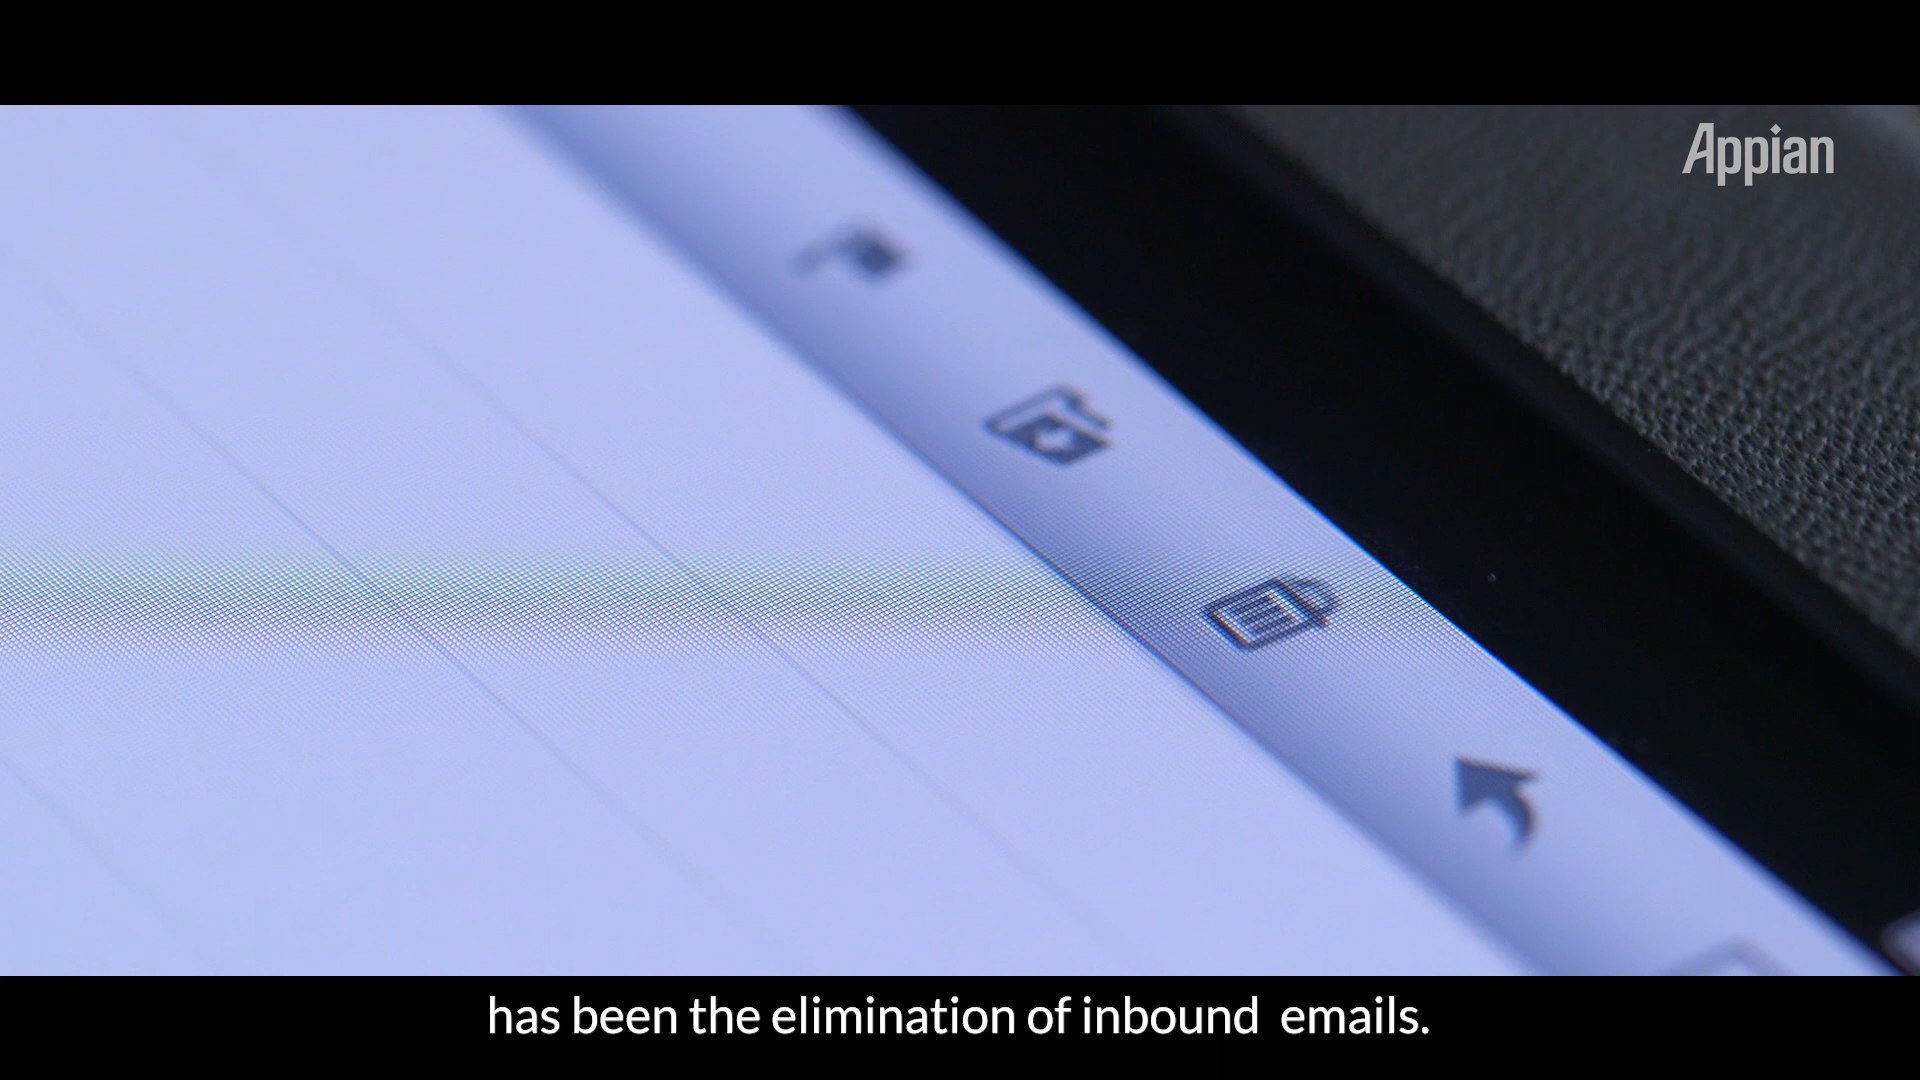 Appian
has been the elimination of inbound  emails.